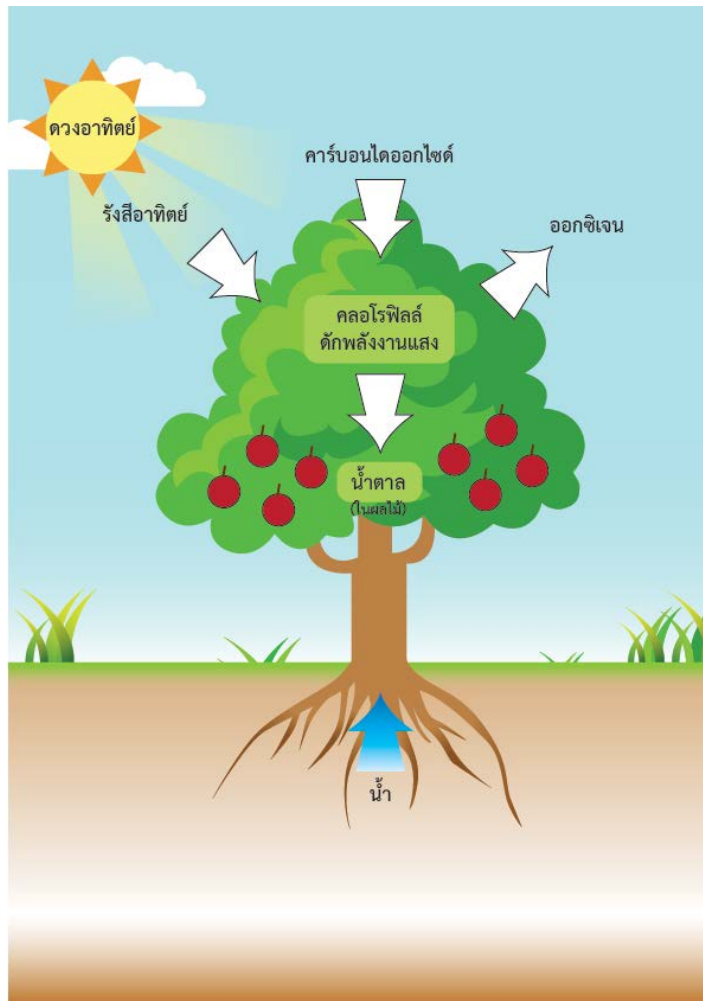 ดวงอาทิตย์
คาร์บอนไดออกไซด์
รังสีอาทิตย์
ออกซิเจน
คลอโรฟิลล์
ดักพลังงานแสง
น้ำตาล
(ในผลไม้)
น้ำ